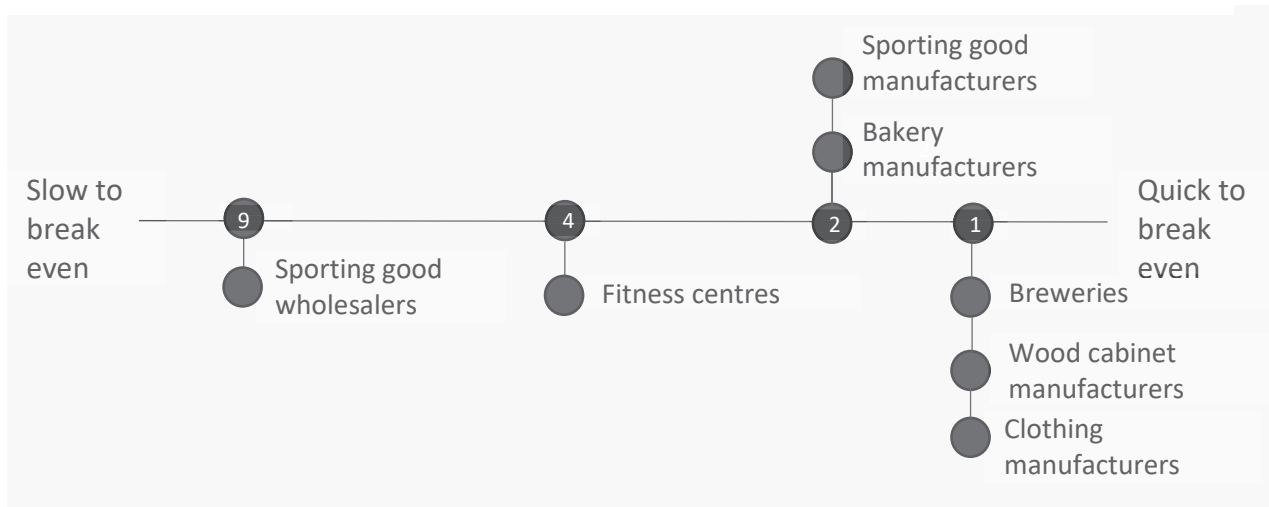 Sporting good
manufacturers
Bakery
manufacturers
Slow to
break
even
9
4
2
1
Quick to
break
even
Sporting good
wholesalers
Fitness centres
Breweries
Wood cabinet
manufacturers
Clothing
manufacturers